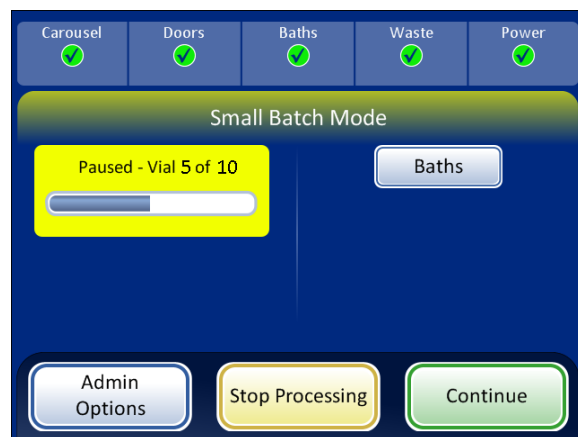 Carousel
Doors
Baths
Waste
Power
Small Batch Mode
Paused - Vial 5 of 10
Baths
Admin
Options
Stop Processing
Continue